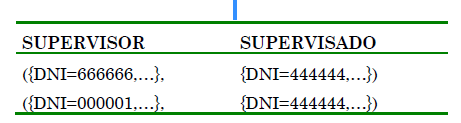 SUPERVISOR SUPERVISADO
({DNI=666666,...}, {DNI=444444,...})
({DNI=000001,...}, {DNI=444444,...})